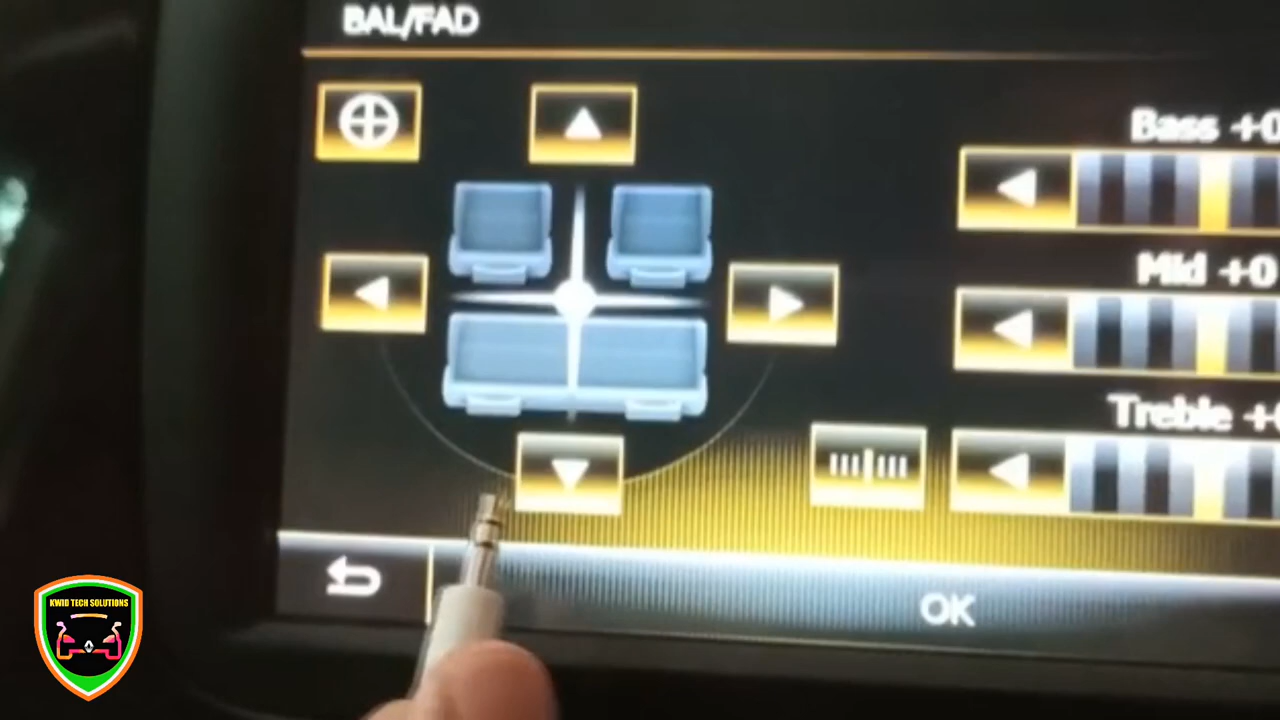 BAL/FAD
Bass +0
Mid +0
Treble +
OK
KWID TECH SOLUTIONS